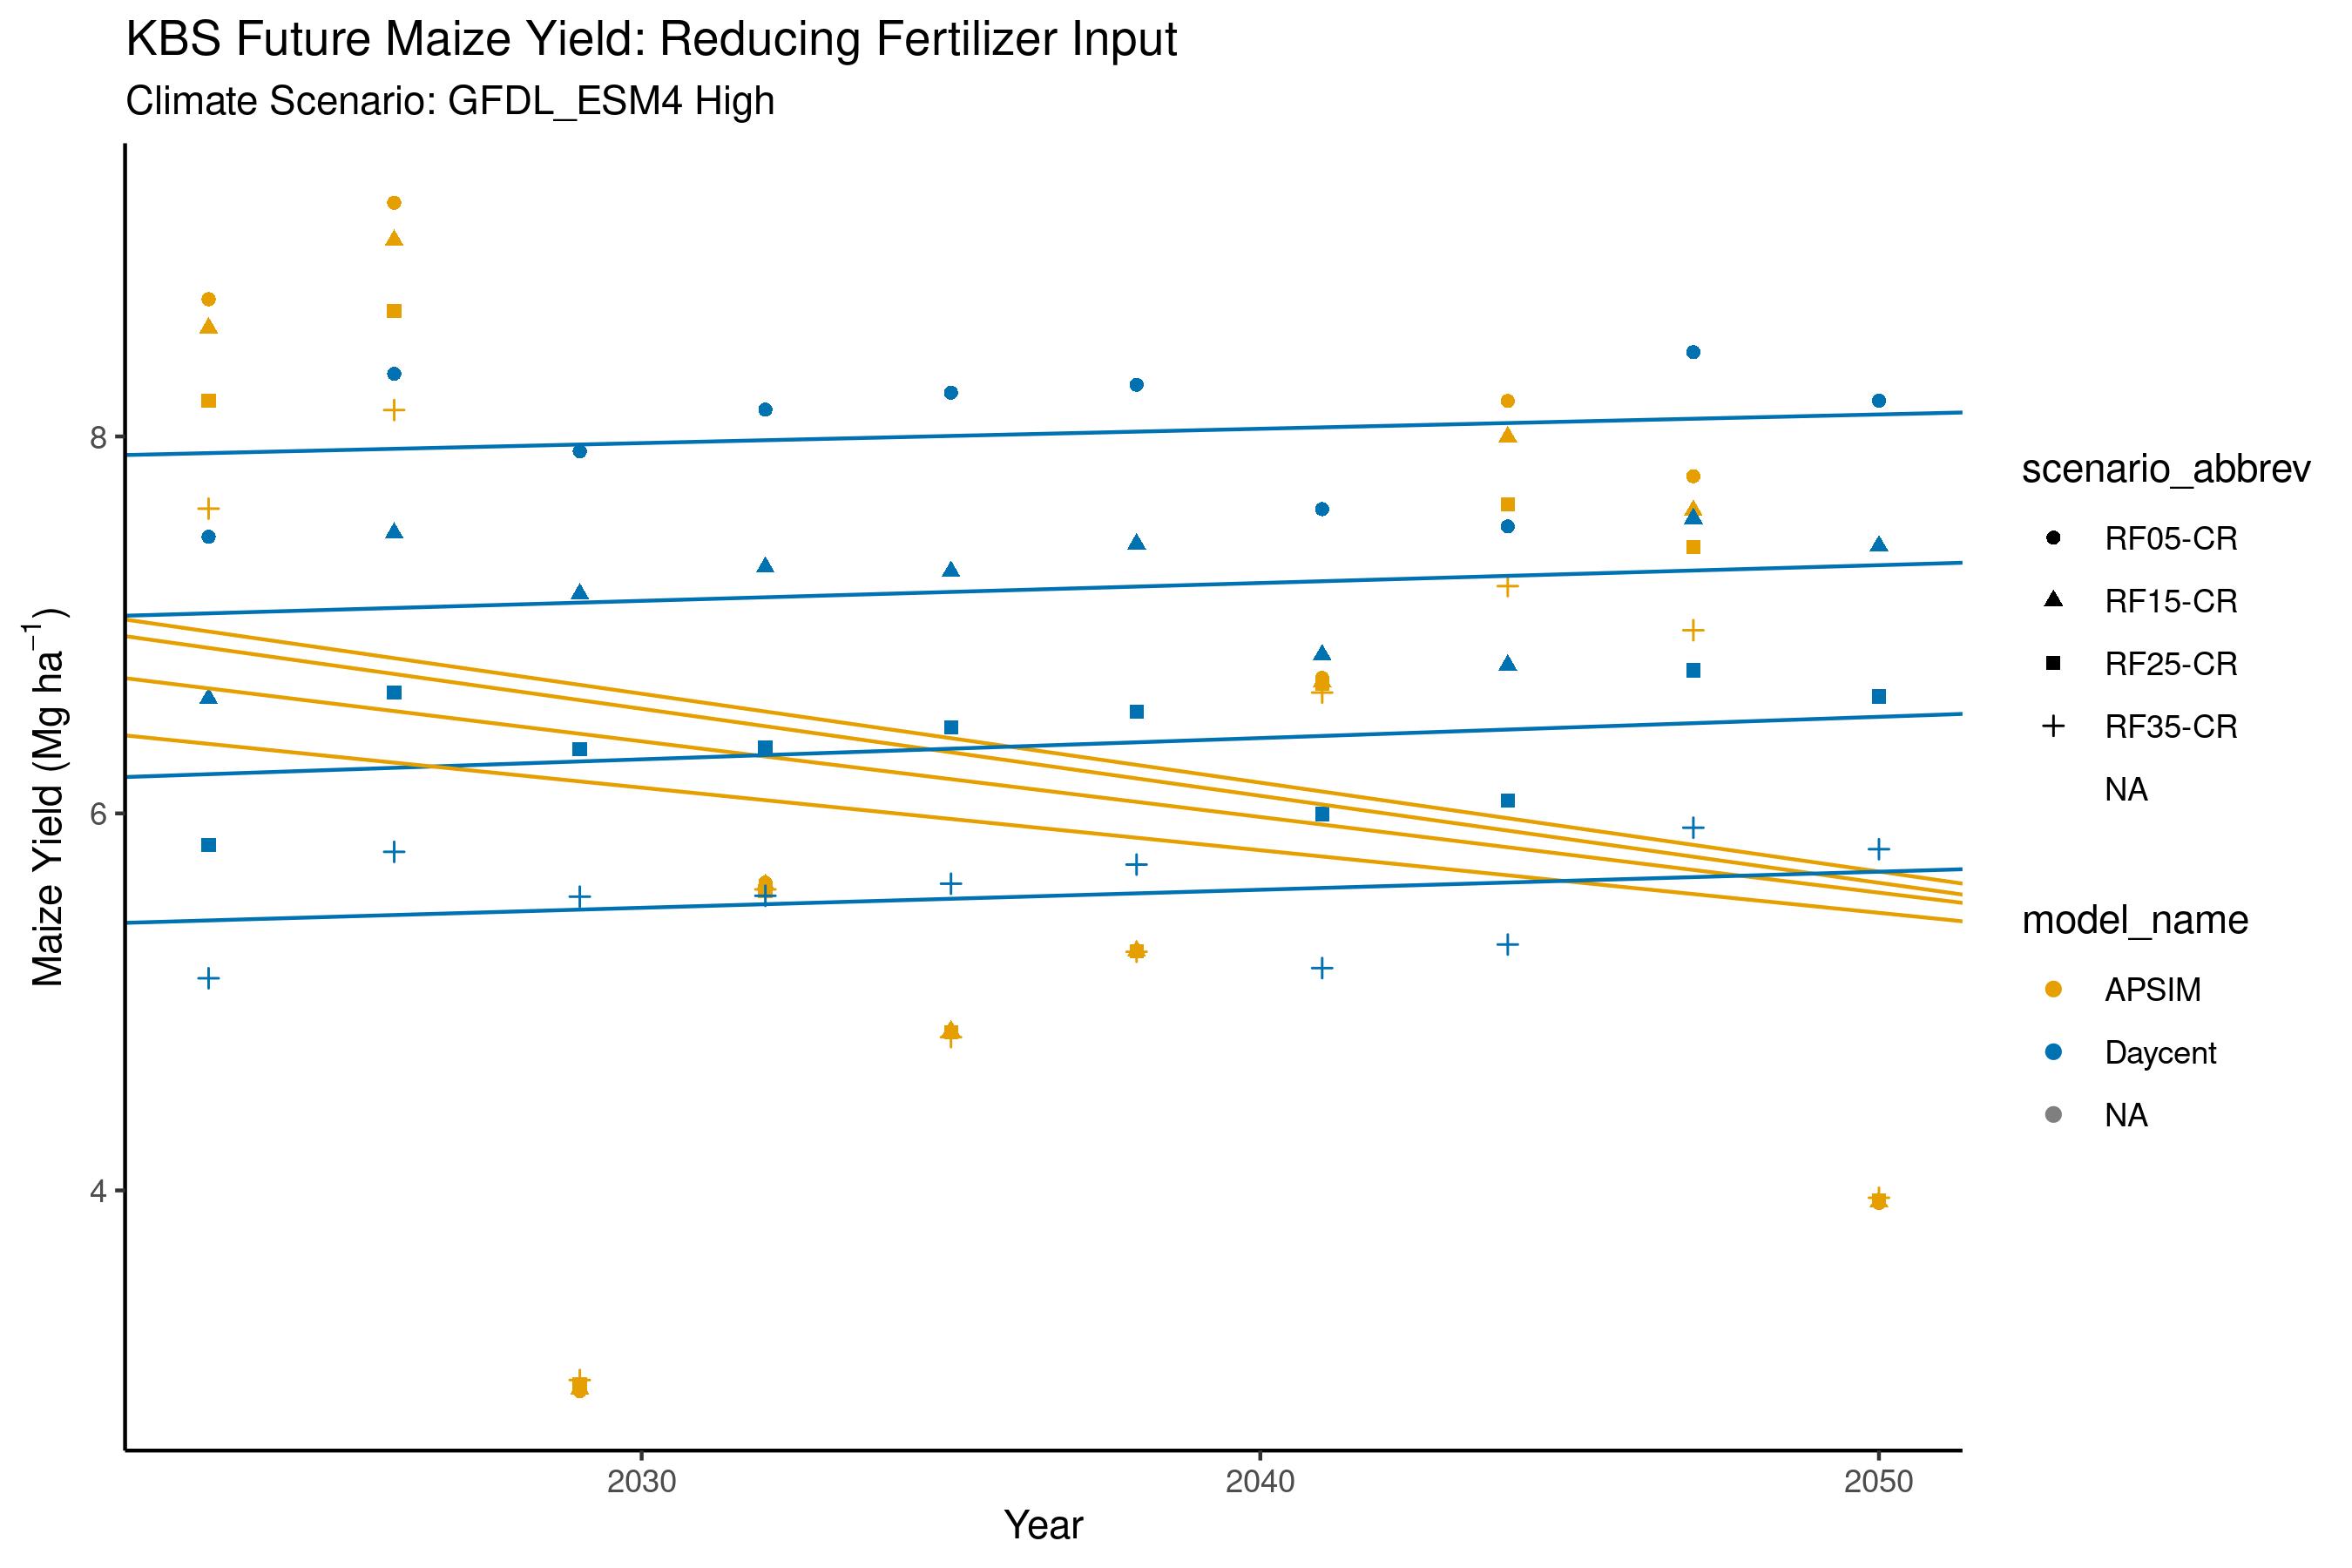 KBS Future Maize Yield: Reducing Fertilizer Input
Climate Scenario: GFDL_ESM4 High
Maize Yield (Mg ha⁻¹)
8
6
4
2030
2040
2050
Year
scenario_abbrev
RF05-CR
RF15-CR
RF25-CR
RF35-CR
NA
model_name
APSIM
Daycent
NA